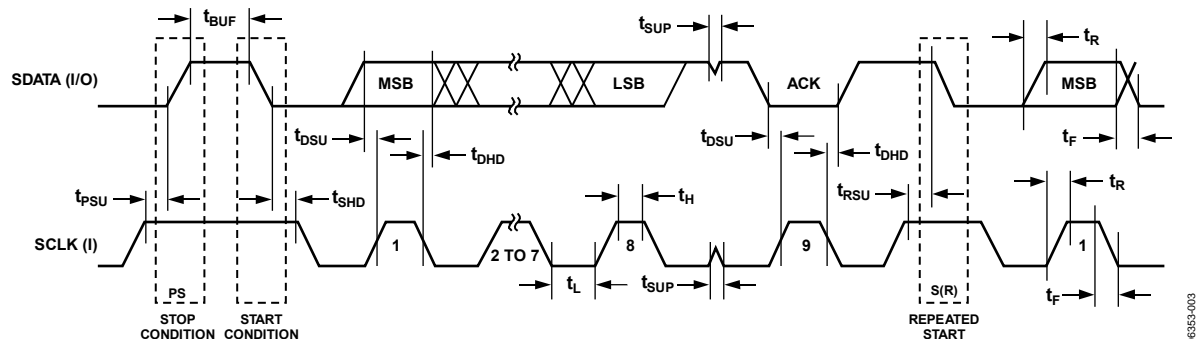 tBUF
tSUP
tR
SDATA (I/O)
MSB
LSB
ACK
MSB
tDSU
tDHD
tDSU
tDHD
tF
tPSU
tSHD
tH
tRSU
tR
SCLK (I)
1
2 TO 7
8
9
1
PS
tL
tSUP
S(R)
tF
STOP
CONDITION
START
CONDITION
REPEATED
START
06353-003